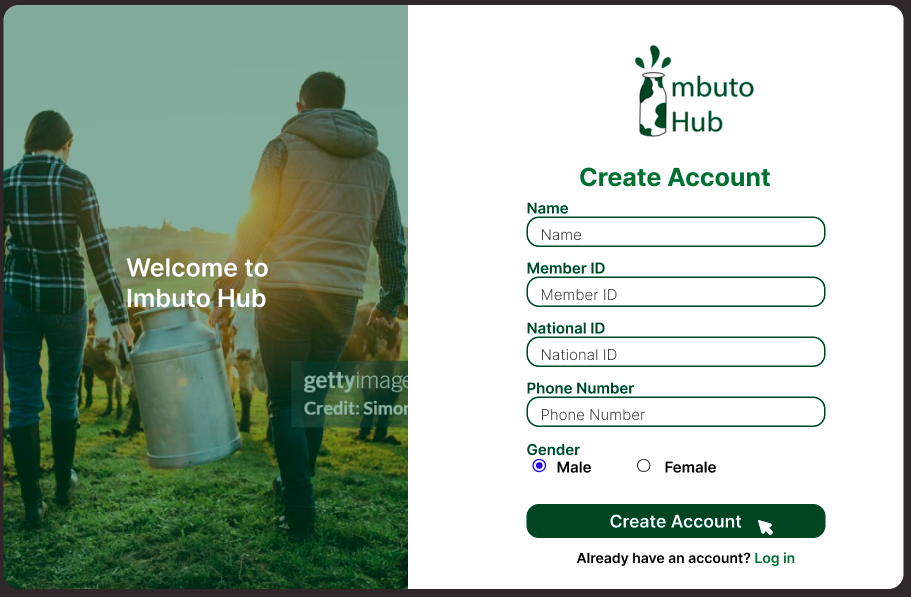 Welcome to
Imbuto Hub
gettyimage
Credit: Simor
mbuto
Hub
Create Account
Name
Name
Member ID
Member ID
National ID
National ID
Phone Number
Phone Number
Gender
Male Female
Create Account
Already have an account? Log in